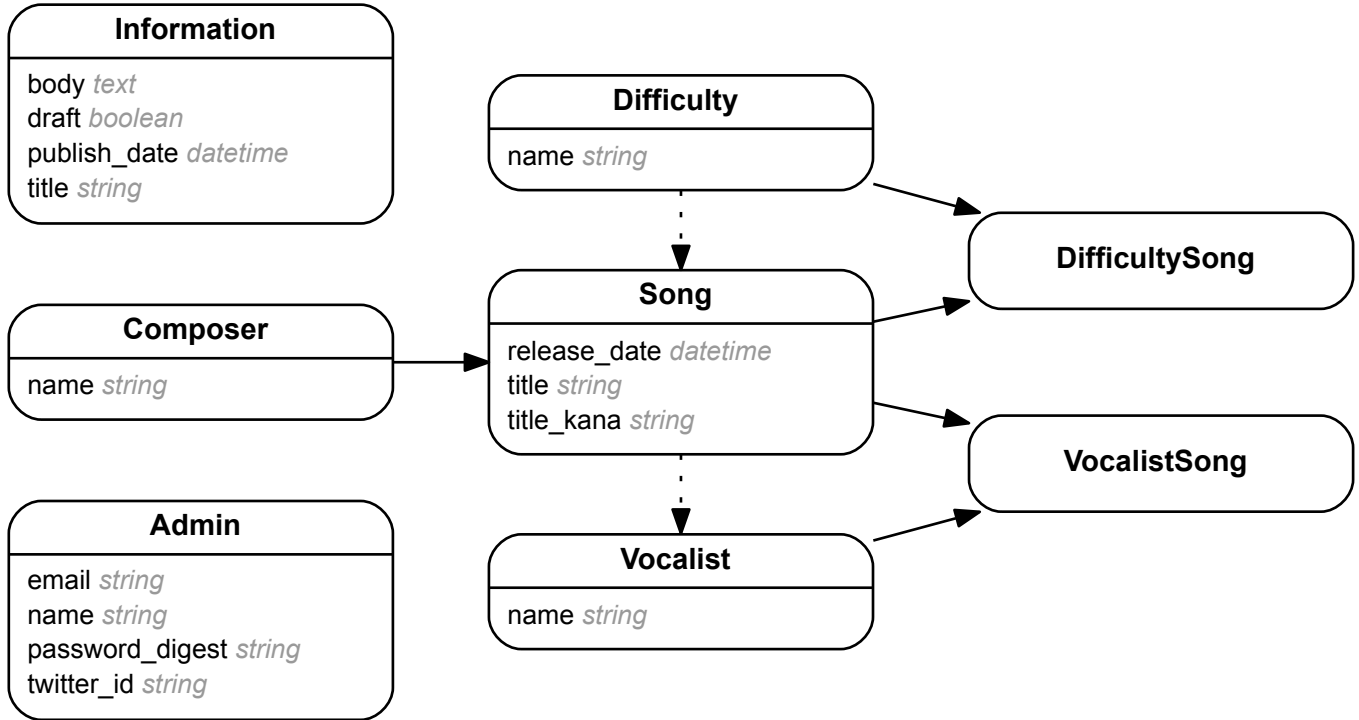 Information
body text
draft boolean
publish_date datetime
title string
Difficulty
name string
DifficultySong
Composer
name string
Song
release_date datetime
title string
title_kana string
VocalistSong
Admin
email string
name string
password_digest string
twitter_id string
Vocalist
name string